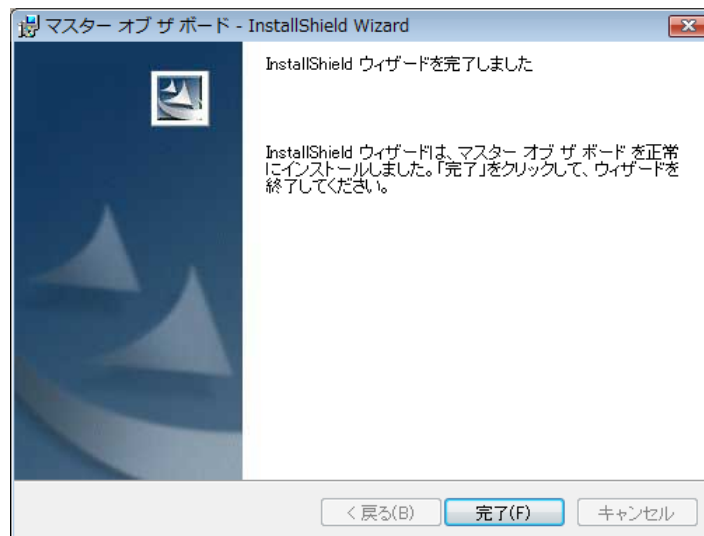 マスター オブ ザ ボード - InstallShield Wizard
InstallShield ウィザードを完了しました
InstallShield ウィザードは、マスター オブ ザ ボード を正常
にインストールしました。「完了」をクリックして、ウィザードを
終了してください。
< 戻る(B)
完了(F)
キャンセル